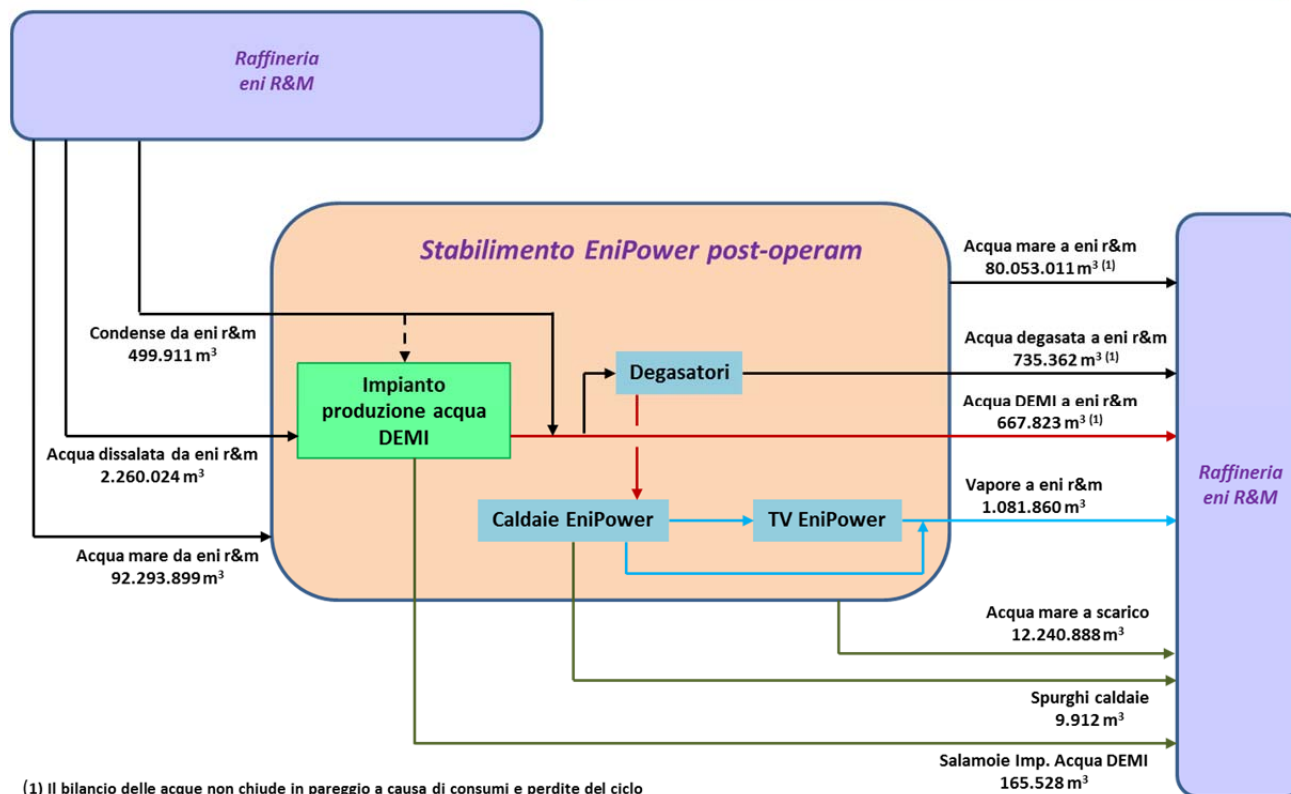 Raffineria
eni R&M
Stabilimento EniPower post-operam
Condense da eni r&m
499.911 m³
Impianto
produzione acqua
DEMI
Degasatori
Acqua dissalata da eni r&m
2.260.024 m³
Caldaie EniPower
TV EniPower
Acqua mare da eni r&m
92.293.899 m³
Acqua mare a eni r&m
80.053.011 m³ ⁽¹⁾
Acqua degasata a eni r&m
735.362 m³ ⁽¹⁾
Acqua DEMI a eni r&m
667.823 m³ ⁽¹⁾
Vapore a eni r&m
1.081.860 m³
Raffineria
eni R&M
Acqua mare a scarico
12.240.888 m³
Spurghi caldaie
9.912 m³
Salamoie Imp. Acqua DEMI
165.528 m³
(1) Il bilancio delle acque non chiude in pareggio a causa di consumi e perdite del ciclo